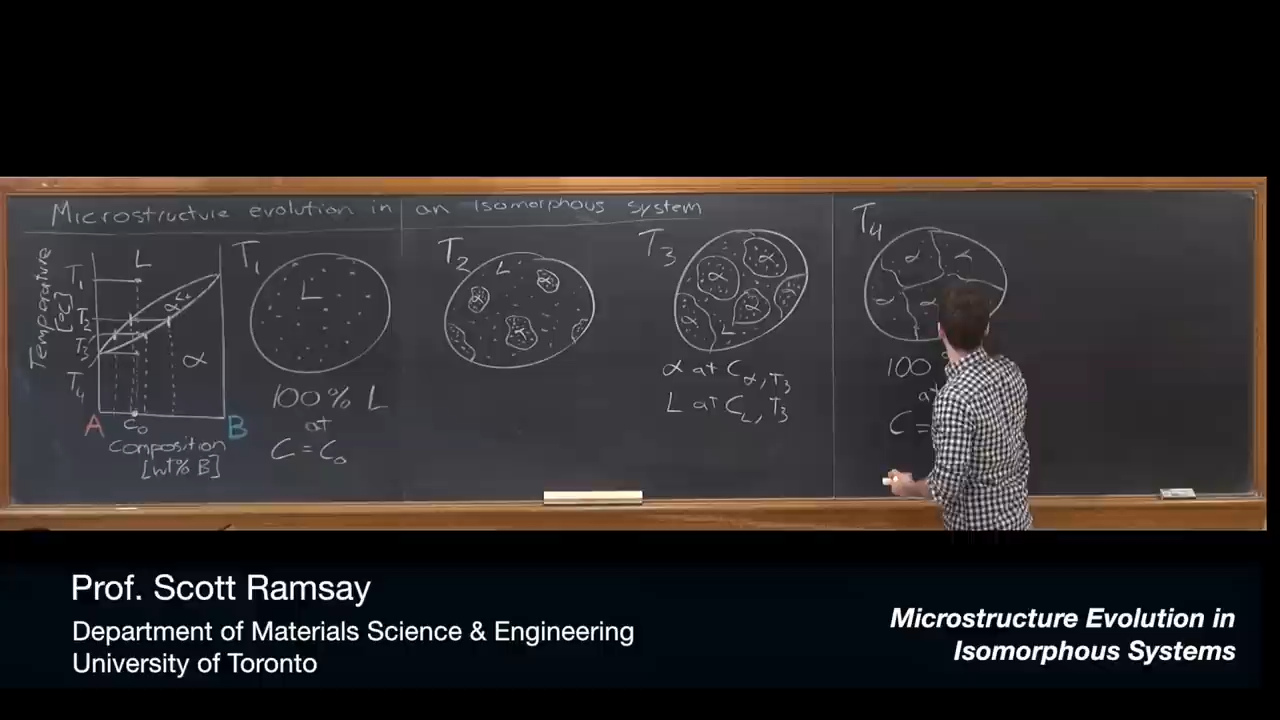 Microstructure evolution in an Isomorphous system
Temperature
[°C]
T1
T2
T3
T4
L
α
A
B
C0
Composition
[wt% B]
T1
L
100% L
at
C = C0
T2
L
α
α
α
α
α
T3
α
α
α
α
α
L
α at Cα,T3
L at CL,T3
T4
α
α
α
α
100
at
C =
Prof. Scott Ramsay
Department of Materials Science & Engineering
University of Toronto
Microstructure Evolution in
Isomorphous Systems